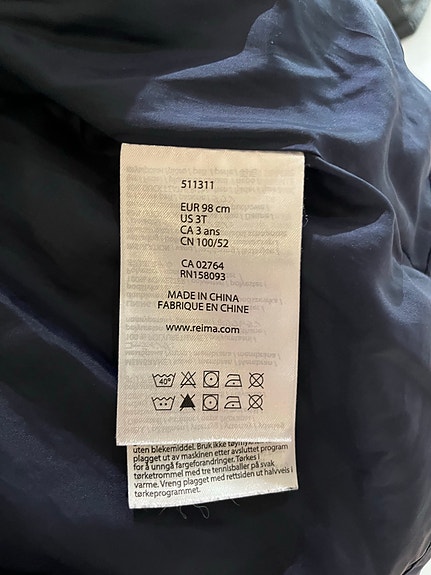 511311
EUR 98 cm
US 3T
CA 3 ans
CN 100/52
CA 02764
RN158093
MADE IN CHINA
FABRIQUE EN CHINE
www.reima.com
40°
uten blekemiddel. Bruk ikke tøymykner
plagget ut av maskinen etter avsluttet program
for å unngå fargeforandringer. Tørkes i
tørketrommel med tre tennisballer på svak
varme. Vreng plagget med rettsiden ut halvveis i
tørkeprogrammet.